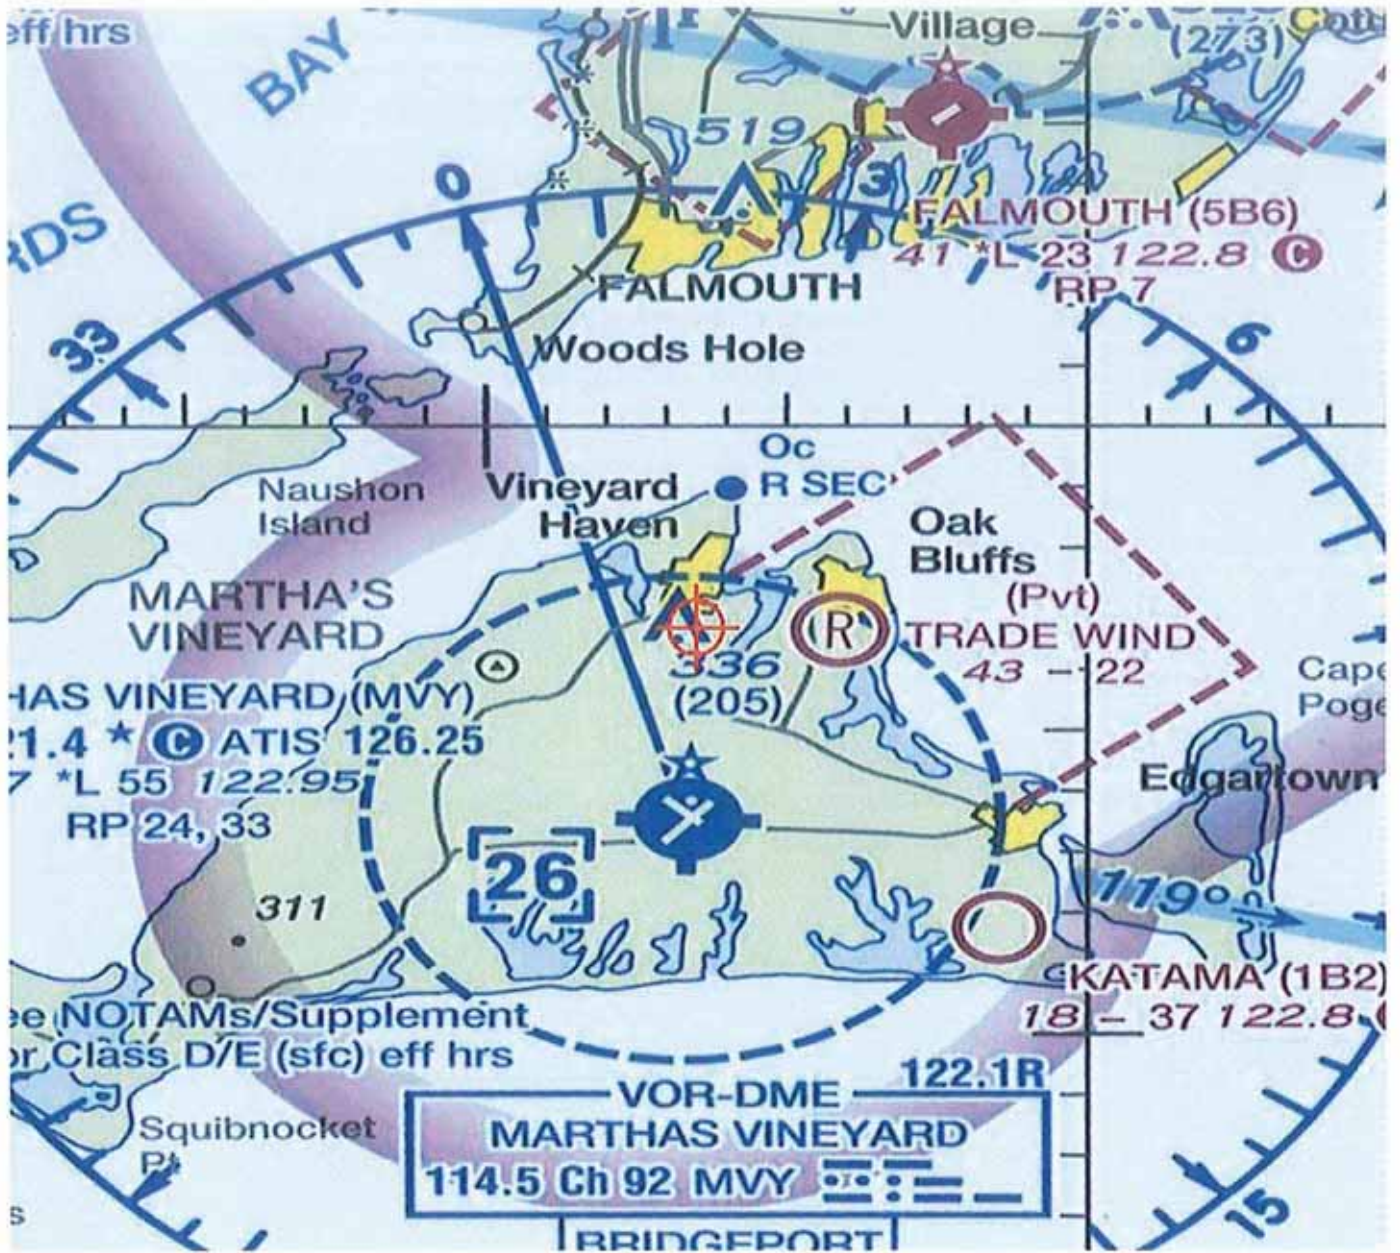 eff hrs
BAY
RDS
Village
(273)
519
0
3
33
6
FALMOUTH (5B6)
41 *L 23 122.8 C
RP 7
FALMOUTH
Woods Hole
Oc
R SEC
Naushon
Island
Vineyard
Haven
Oak
Bluffs
(Pvt)
TRADE WIND
43 - 22
R
MARTHA'S
VINEYARD
336
(205)
Cape
Poge
HAS VINEYARD (MVY)
21.4 * C ATIS 126.25
7 *L 55 122.95
RP 24, 33
Edgartown
26
311
119°
KATAMA (1B2)
18 - 37 122.8
ee NOTAMs/Supplement
or Class D/E (sfc) eff hrs
122.1R
VOR-DME
MARTHAS VINEYARD
114.5 Ch 92 MVY
Squibnocket
Pt
s
15
BRIDGEPORT